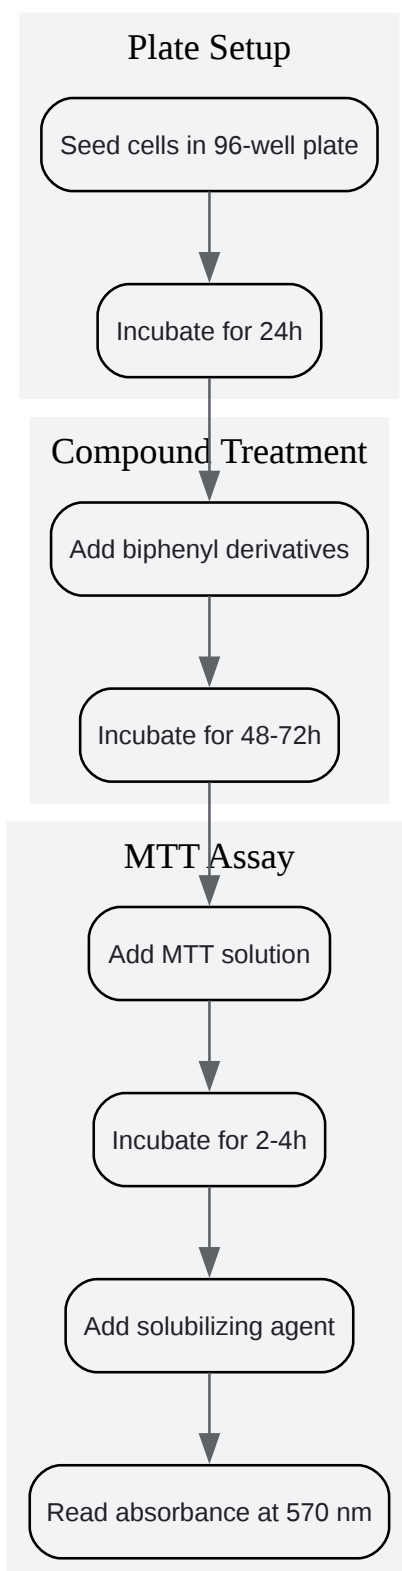 Plate Setup
Seed cells in 96-well plate
Incubate for 24h
Compound Treatment
Add biphenyl derivatives
Incubate for 48-72h
MTT Assay
Add MTT solution
Incubate for 2-4h
Add solubilizing agent
Read absorbance at 570 nm